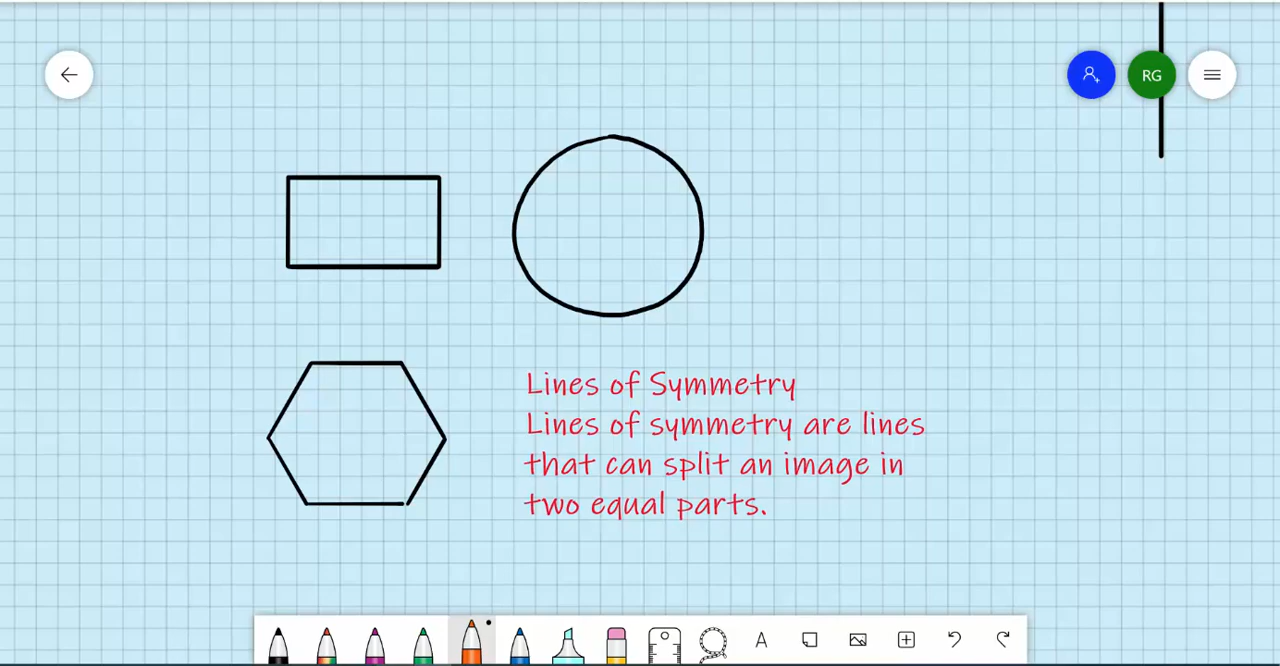 RG
Lines of Symmetry
Lines of symmetry are lines
that can split an image in
two equal parts.
A